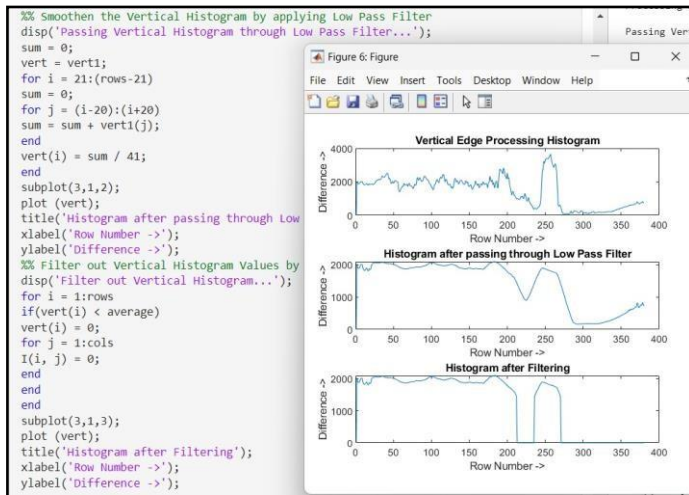 %% Smoothen the Vertical Histogram by applying Low Pass Filter
disp('Passing Vertical Histogram through Low Pass Filter...');
sum = 0;
vert = vert1;
for i = 21:(rows-21)
sum = 0;
for j = (i-20):(i+20)
sum = sum + vert1(j);
end
vert(i) = sum / 41;
end
subplot(3,1,2);
plot (vert);
title('Histogram after passing through Low
xlabel('Row Number ->');
ylabel('Difference ->');
%% Filter out Vertical Histogram Values by
disp('Filter out Vertical Histogram...');
for i = 1:rows
if(vert(i) < average)
vert(i) = 0;
for j = 1:cols
I(i, j) = 0;
end
end
end
subplot(3,1,3);
plot (vert);
title('Histogram after Filtering');
xlabel('Row Number ->');
ylabel('Difference ->');
Passing Ver
Figure 6: Figure
File Edit View Insert Tools Desktop Window Help
Vertical Edge Processing Histogram
Difference ->
4000
2000
0
0 50 100 150 200 250 300 350 400
Row Number ->
Histogram after passing through Low Pass Filter
Difference ->
2000
1000
0
0 50 100 150 200 250 300 350 400
Row Number ->
Histogram after Filtering
Difference ->
2000
1000
0
0 50 100 150 200 250 300 350 400
Row Number ->